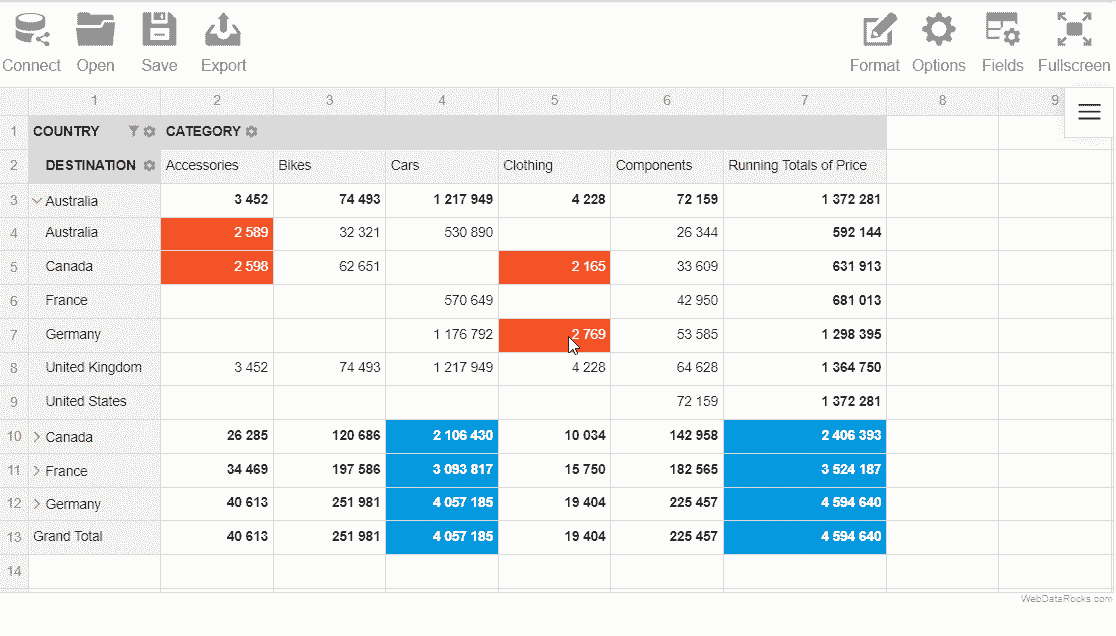 Connect Open Save Export Format Options Fields Fullscreen
1 2 3 4 5 6 7 8 9
1 COUNTRY CATEGORY
2 DESTINATION Accessories Bikes Cars Clothing Components Running Totals of Price
3 Australia 3 452 74 493 1 217 949 4 228 72 159 1 372 281
4 Australia 2 589 32 321 530 890 26 344 592 144
5 Canada 2 598 62 651 2 165 33 609 631 913
6 France 570 649 42 950 681 013
7 Germany 1 176 792 2 769 53 585 1 298 395
8 United Kingdom 3 452 74 493 1 217 949 4 228 64 628 1 364 750
9 United States 72 159 1 372 281
10 Canada 26 285 120 686 2 106 430 10 034 142 958 2 406 393
11 France 34 469 197 586 3 093 817 15 750 182 565 3 524 187
12 Germany 40 613 251 981 4 057 185 19 404 225 457 4 594 640
13 Grand Total 40 613 251 981 4 057 185 19 404 225 457 4 594 640
14
WebDataRocks.com